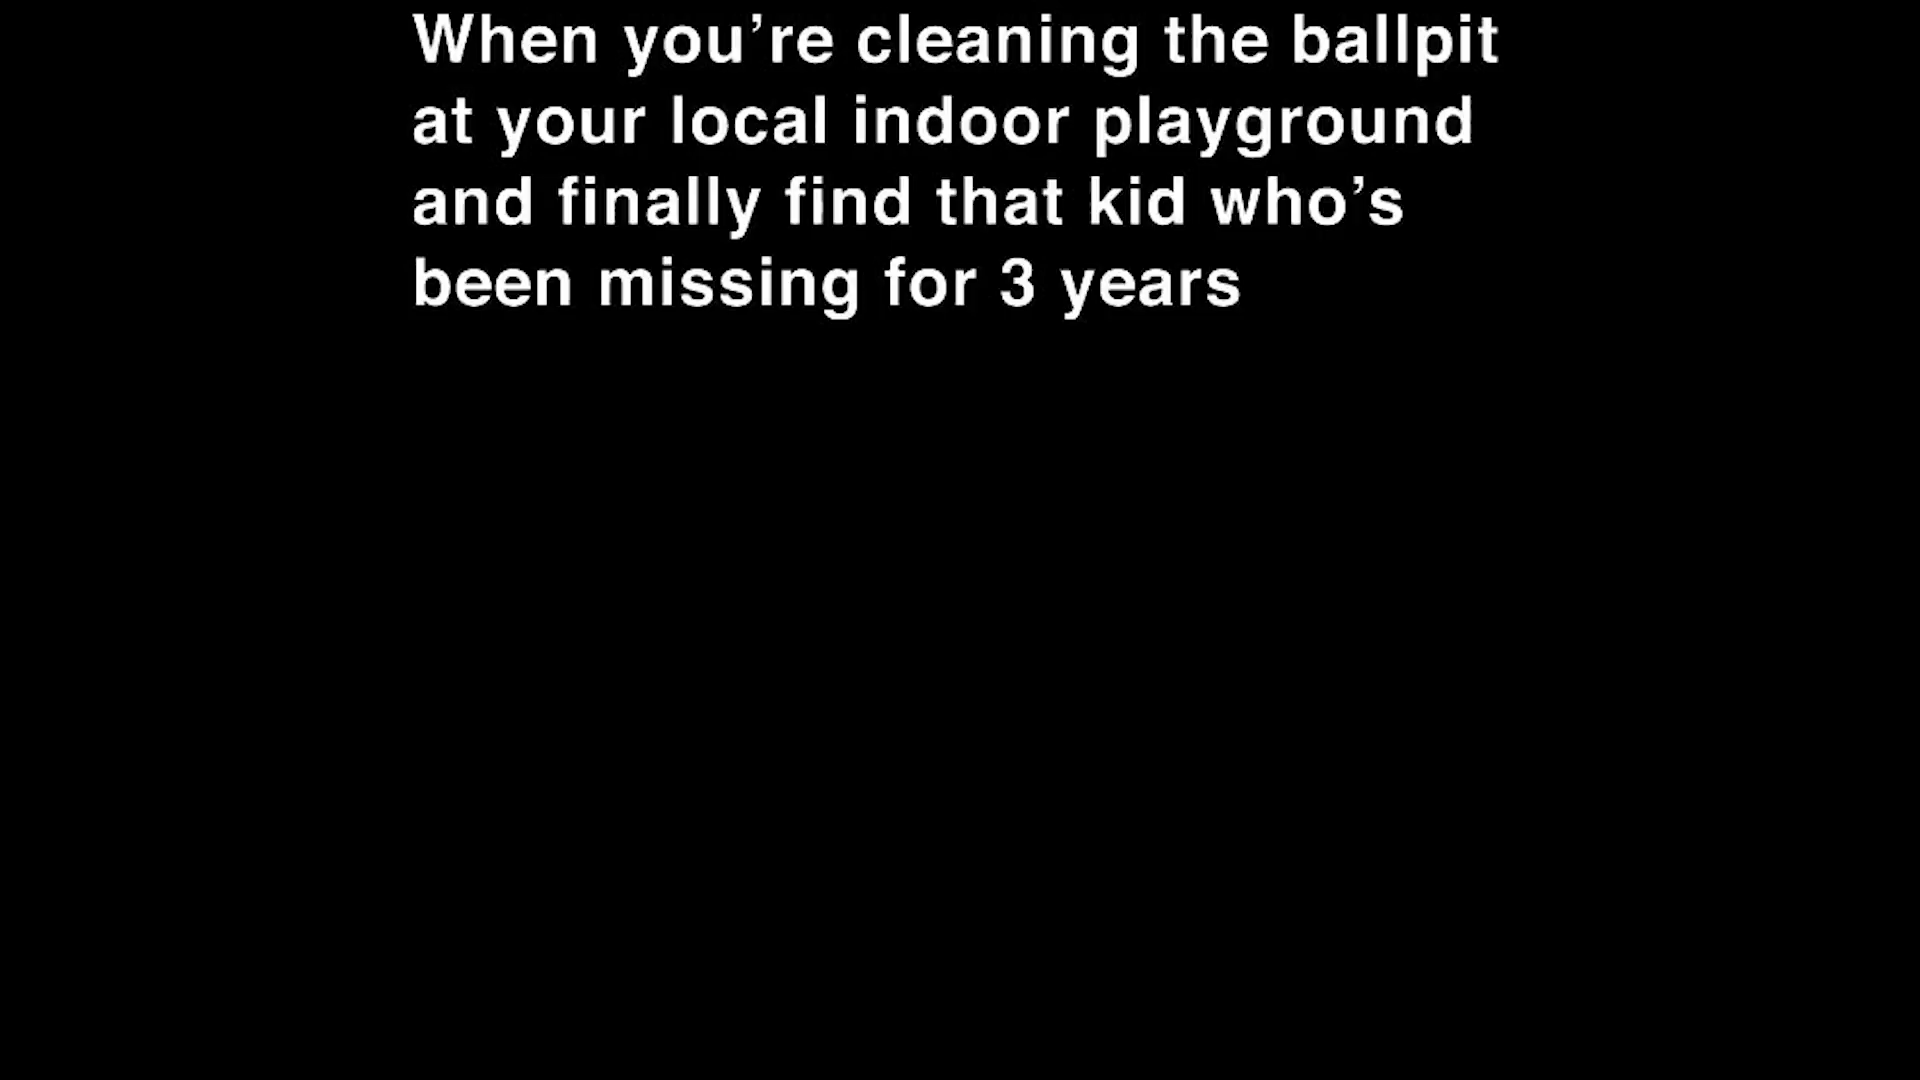 When you’re cleaning the ballpit
at your local indoor playground
and finally find that kid who’s
been missing for 3 years